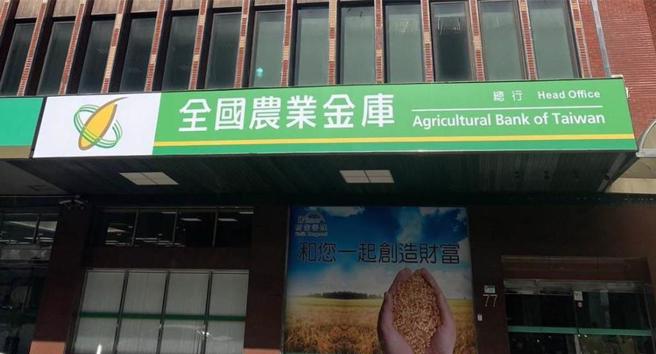 全國農業金庫
總行 Head Office
Agricultural Bank of Taiwan
和您一起創造財富
77